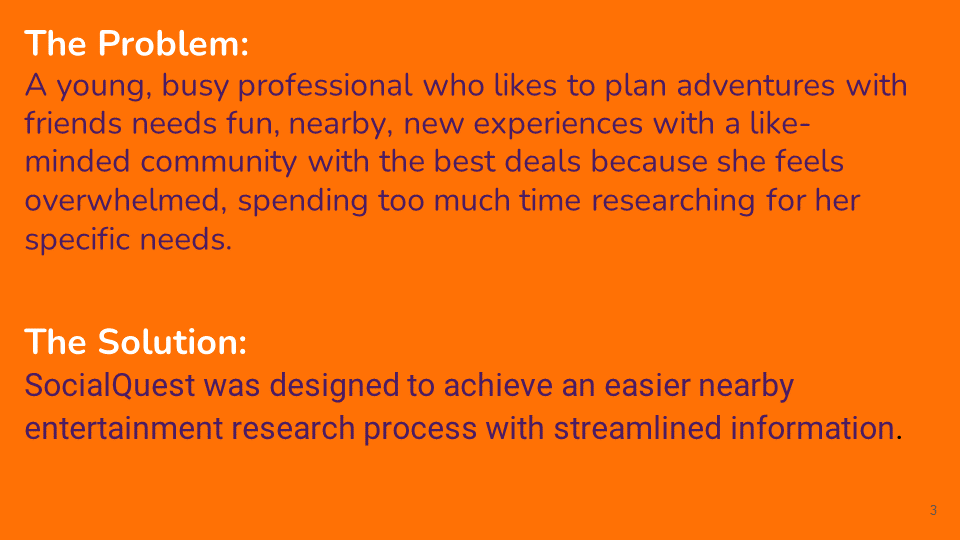 The Problem:
A young, busy professional who likes to plan adventures with
friends needs fun, nearby, new experiences with a like-
minded community with the best deals because she feels
overwhelmed, spending too much time researching for her
specific needs.
The Solution:
SocialQuest was designed to achieve an easier nearby
entertainment research process with streamlined information.
3